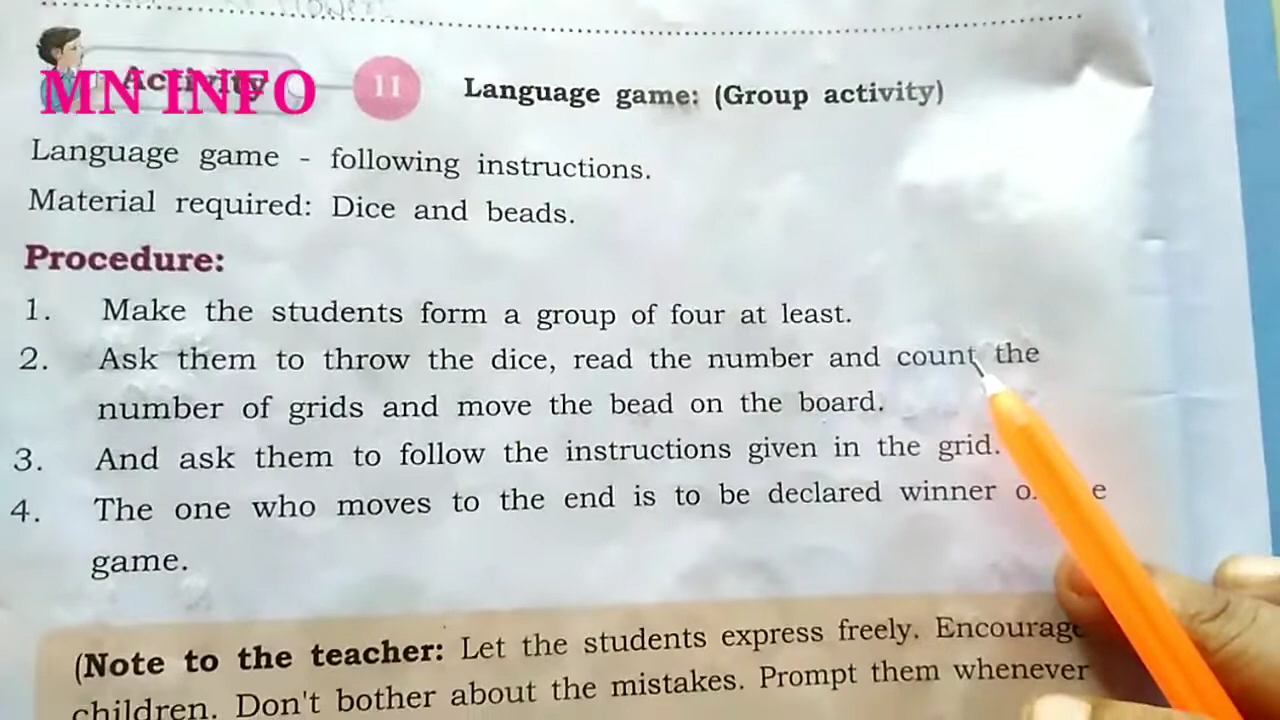 Activity 11 Language game: (Group activity)
MN INFO
Language game - following instructions.
Material required: Dice and beads.
Procedure:
1. Make the students form a group of four at least.
2. Ask them to throw the dice, read the number and count the
number of grids and move the bead on the board.
3. And ask them to follow the instructions given in the grid.
4. The one who moves to the end is to be declared winner
game.
(Note to the teacher: Let the students express freely. Encourage
children. Don't bother about the mistakes. Prompt them whenever